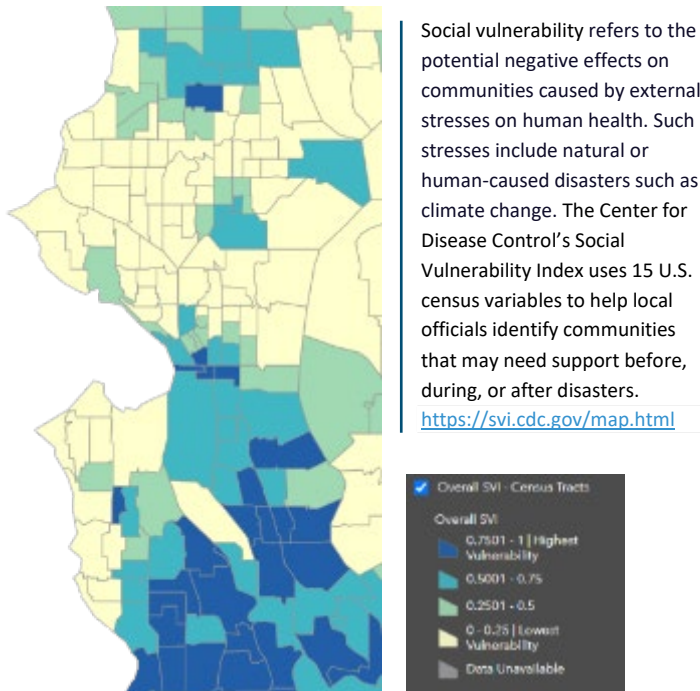 Social vulnerability refers to the
potential negative effects on
communities caused by external
stresses on human health. Such
stresses include natural or
human-caused disasters such as
climate change. The Center for
Disease Control’s Social
Vulnerability Index uses 15 U.S.
census variables to help local
officials identify communities
that may need support before,
during, or after disasters.
https://svi.cdc.gov/map.html
Overall SVI - Census Tracts
Overall SVI
0.7501 - 1 | Highest
Vulnerability
0.5001 - 0.75
0.2501 - 0.5
0 - 0.25 | Lowest
Vulnerability
Data Unavailable